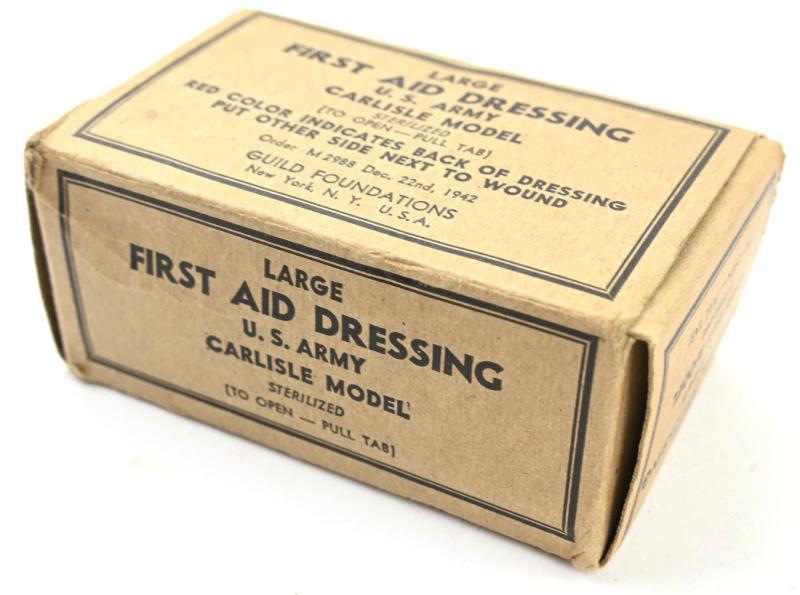 LARGE
FIRST AID DRESSING
U. S. ARMY
CARLISLE MODEL
STERILIZED
[TO OPEN — PULL TAB]
RED COLOR INDICATES BACK OF DRESSING
PUT OTHER SIDE NEXT TO WOUND
Order M 2988 Dec. 22nd, 1942
GUILD FOUNDATIONS
New York, N. Y. U. S. A.
LARGE
FIRST AID DRESSING
U. S. ARMY
CARLISLE MODEL
STERILIZED
[TO OPEN — PULL TAB]